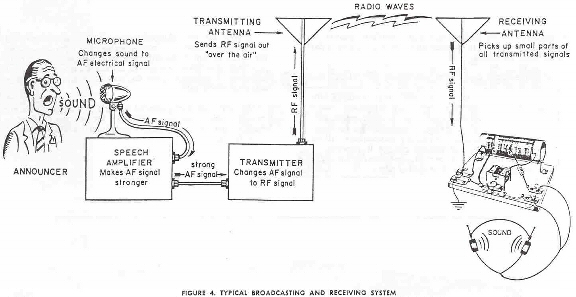 RADIO WAVES
TRANSMITTING
ANTENNA
Sends RF signal out
"over the air"
RECEIVING
ANTENNA
Picks up small parts of
all transmitted signals
MICROPHONE
Changes sound to
AF electrical signal
RF signal
RF signal
SOUND
AF signal
ANNOUNCER
SPEECH
AMPLIFIER
Makes AF signal
stronger
strong
AF signal
TRANSMITTER
Changes AF signal
to RF signal
SOUND
FIGURE 4. TYPICAL BROADCASTING AND RECEIVING SYSTEM